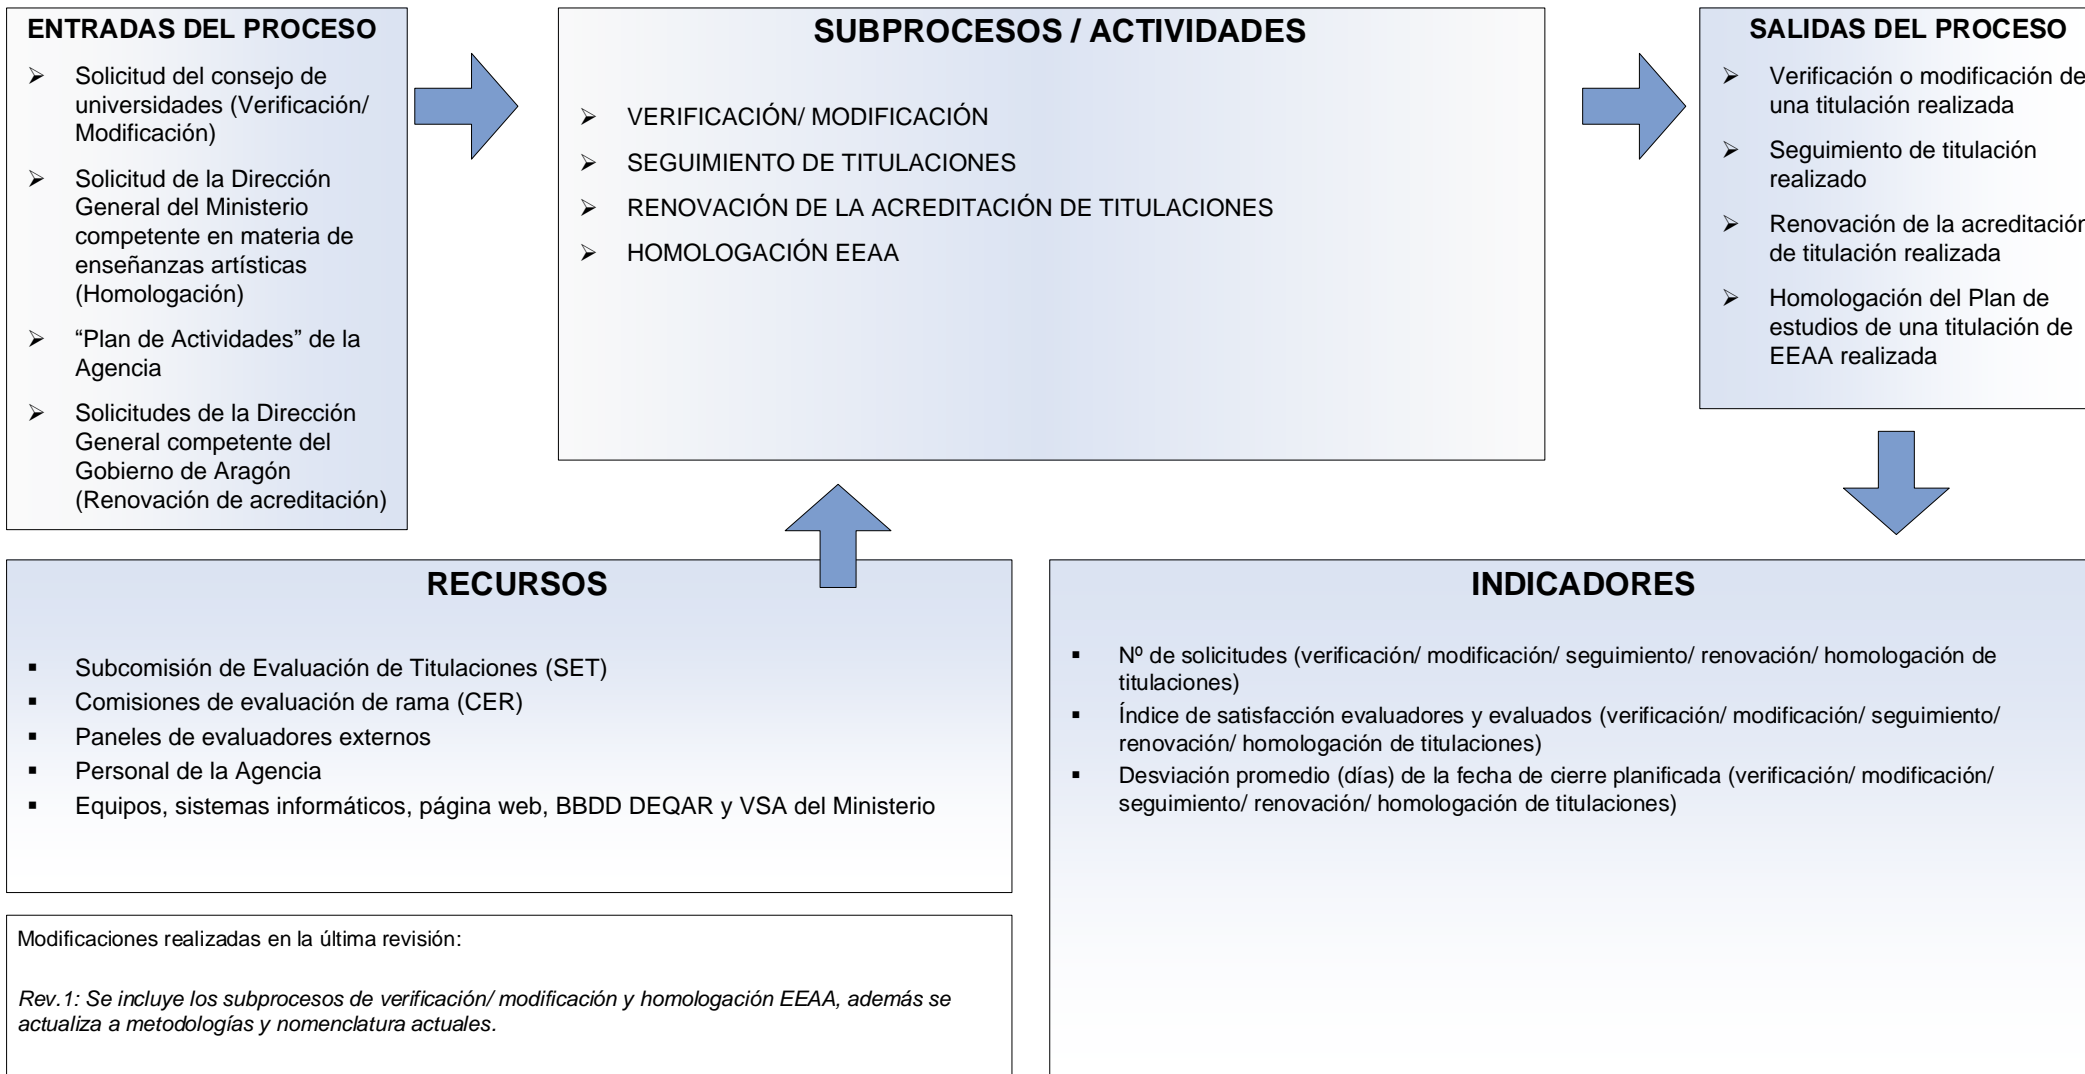 ENTRADAS DEL PROCESO
Solicitud del consejo de
universidades (Verificación/
Modificación)
Solicitud de la Dirección
General del Ministerio
competente en materia de
enseñanzas artísticas
(Homologación)
“Plan de Actividades” de la
Agencia
Solicitudes de la Dirección
General competente del
Gobierno de Aragón
(Renovación de acreditación)
SUBPROCESOS / ACTIVIDADES
VERIFICACIÓN/ MODIFICACIÓN
SEGUIMIENTO DE TITULACIONES
RENOVACIÓN DE LA ACREDITACIÓN DE TITULACIONES
HOMOLOGACIÓN EEAA
SALIDAS DEL PROCESO
Verificación o modificación de
una titulación realizada
Seguimiento de titulación
realizado
Renovación de la acreditación
de titulación realizada
Homologación del Plan de
estudios de una titulación de
EEAA realizada
RECURSOS
Subcomisión de Evaluación de Titulaciones (SET)
Comisiones de evaluación de rama (CER)
Paneles de evaluadores externos
Personal de la Agencia
Equipos, sistemas informáticos, página web, BBDD DEQAR y VSA del Ministerio
INDICADORES
Nº de solicitudes (verificación/ modificación/ seguimiento/ renovación/ homologación de
titulaciones)
Índice de satisfacción evaluadores y evaluados (verificación/ modificación/ seguimiento/
renovación/ homologación de titulaciones)
Desviación promedio (días) de la fecha de cierre planificada (verificación/ modificación/
seguimiento/ renovación/ homologación de titulaciones)
Modificaciones realizadas en la última revisión:
Rev.1: Se incluye los subprocesos de verificación/ modificación y homologación EEAA, además se
actualiza a metodologías y nomenclatura actuales.